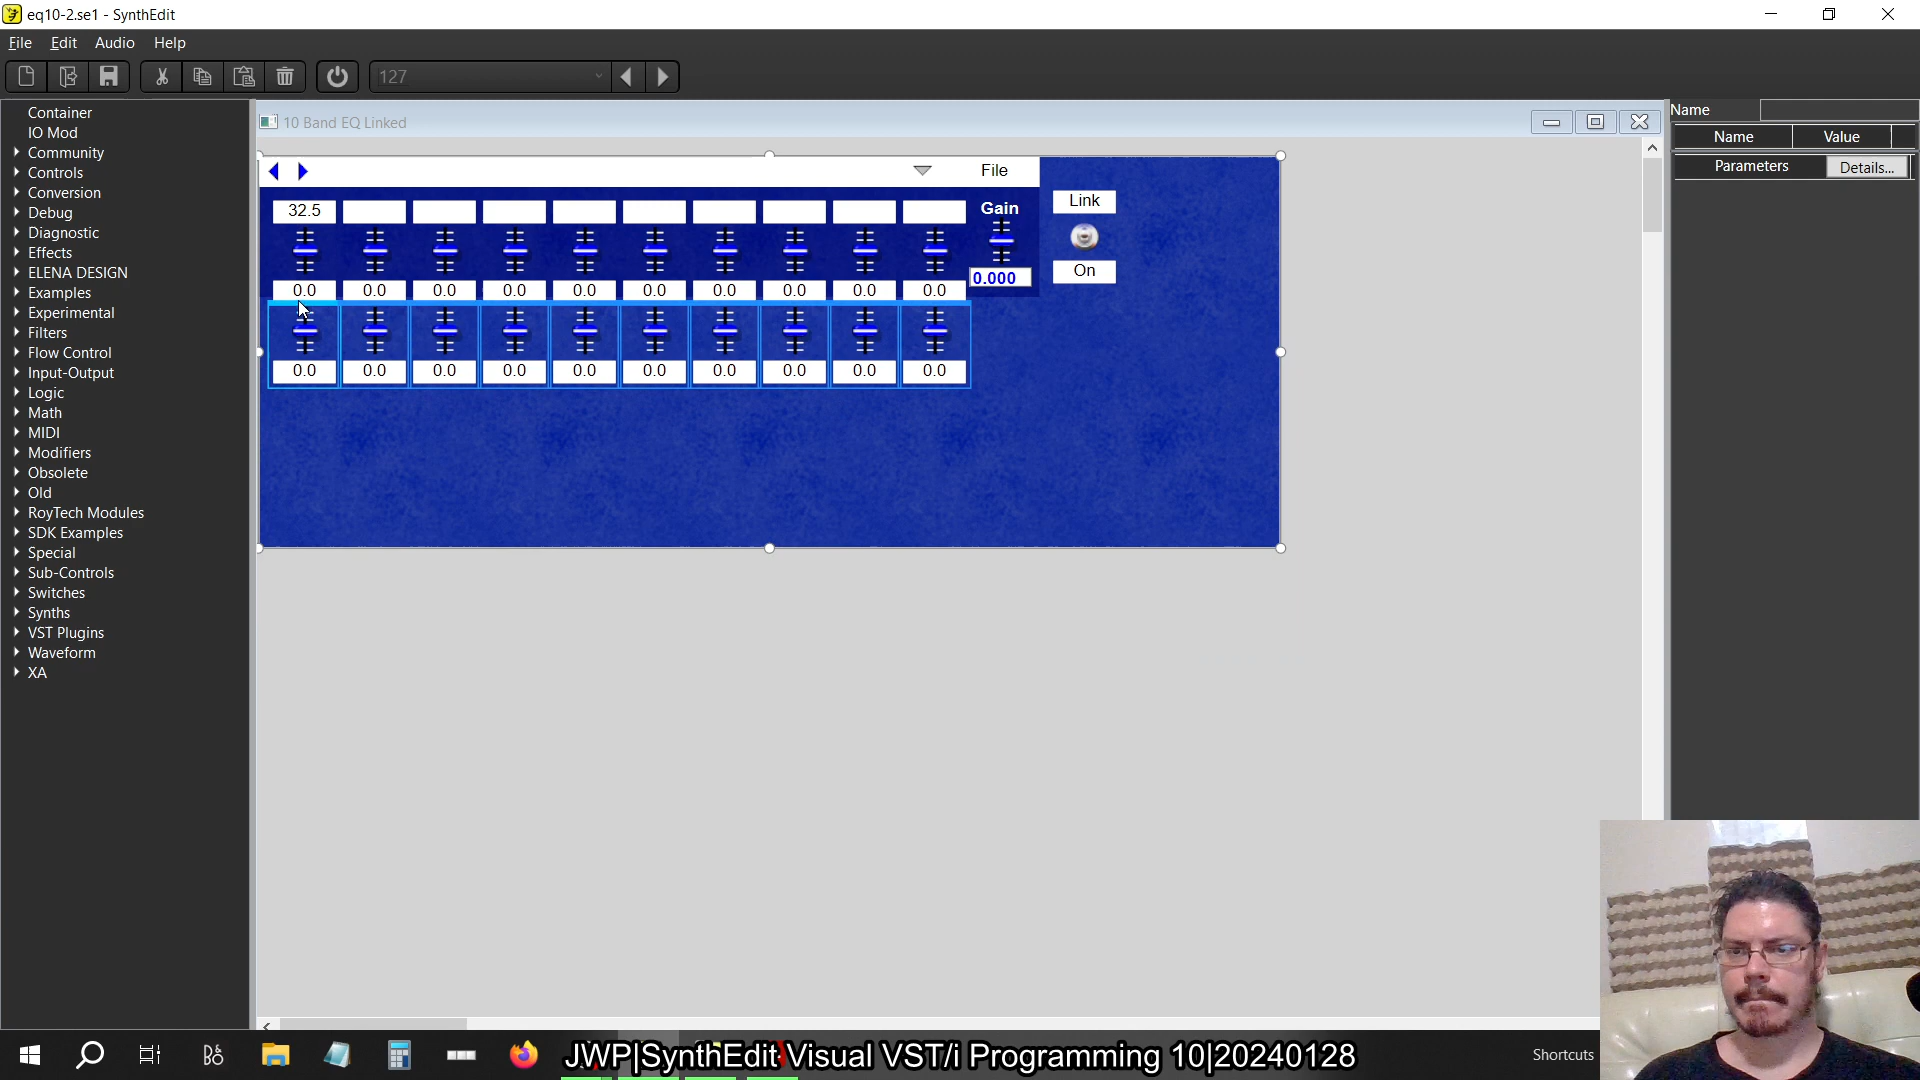 eq10-2.se1 - SynthEdit
File Edit Audio Help
127
Container
IO Mod
Community
Controls
Conversion
Debug
Diagnostic
Effects
ELENA DESIGN
Examples
Experimental
Filters
Flow Control
Input-Output
Logic
Math
MIDI
Modifiers
Obsolete
Old
RoyTech Modules
SDK Examples
Special
Sub-Controls
Switches
Synths
VST Plugins
Waveform
XA
10 Band EQ Linked
File
32.5
Gain
Link
On
0.000
0.0 0.0 0.0 0.0 0.0 0.0 0.0 0.0 0.0 0.0
0.0 0.0 0.0 0.0 0.0 0.0 0.0 0.0 0.0 0.0
Name
Name Value
Parameters Details...
JWP|SynthEdit Visual VST/i Programming 10|20240128
Shortcuts